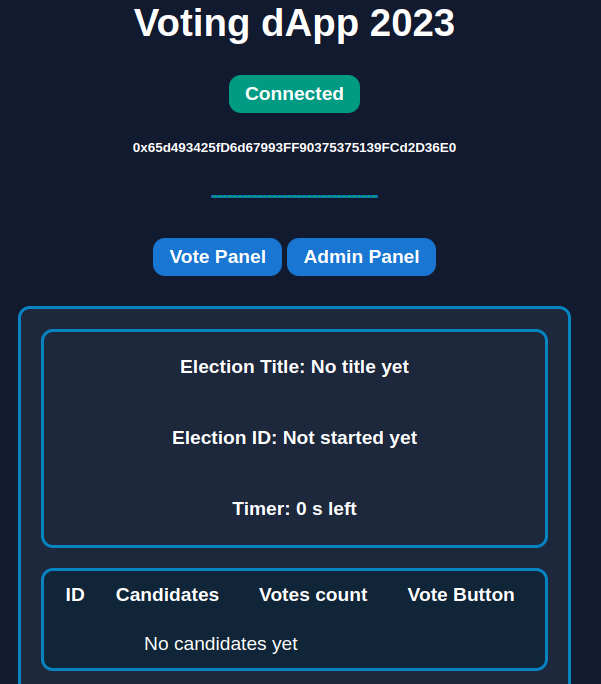 Voting dApp 2023
Connected
0x65d493425fD6d67993FF90375375139FCd2D36E0
Vote Panel Admin Panel
Election Title: No title yet
Election ID: Not started yet
Timer: 0 s left
ID Candidates Votes count Vote Button
No candidates yet